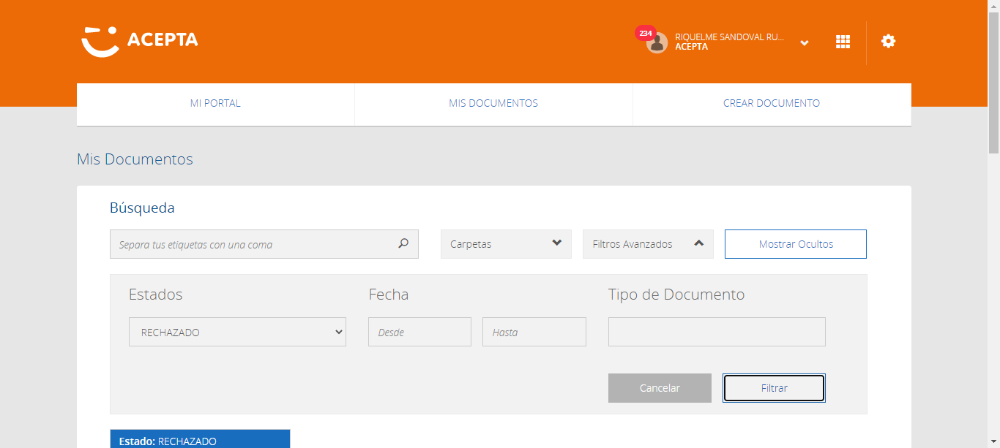 ACEPTA
234
RIQUELME SANDOVAL RU...
ACEPTA
MI PORTAL
MIS DOCUMENTOS
CREAR DOCUMENTO
Mis Documentos
Búsqueda
Separa tus etiquetas con una coma
Carpetas
Filtros Avanzados
Mostrar Ocultos
Estados
Fecha
Tipo de Documento
RECHAZADO
Desde
Hasta
Cancelar
Filtrar
Estado: RECHAZADO